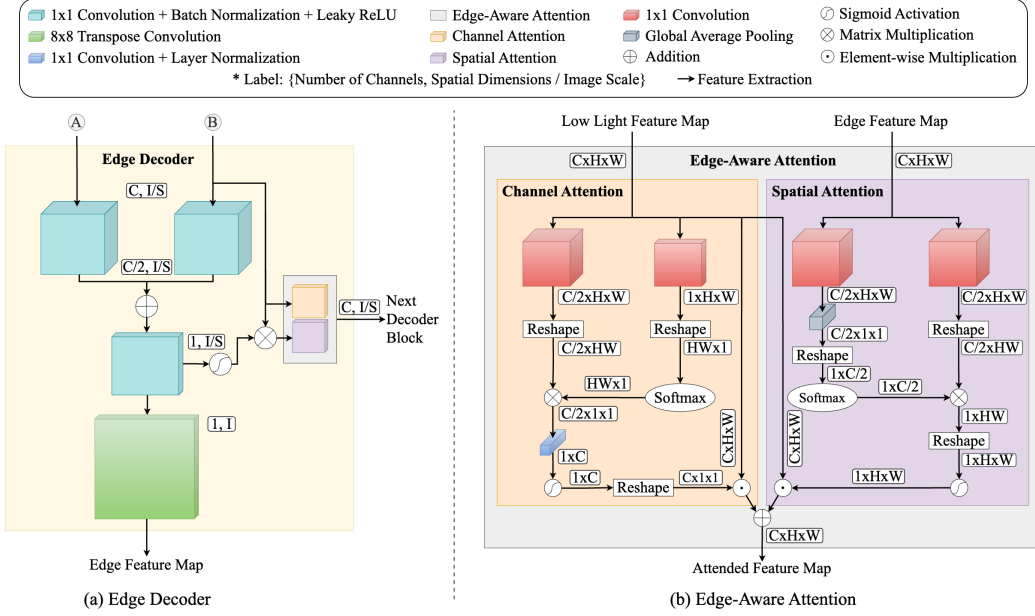 1x1 Convolution + Batch Normalization + Leaky ReLU
8x8 Transpose Convolution
1x1 Convolution + Layer Normalization
Edge-Aware Attention
Channel Attention
Spatial Attention
1x1 Convolution
Global Average Pooling
Addition
Sigmoid Activation
Matrix Multiplication
Element-wise Multiplication
* Label: {Number of Channels, Spatial Dimensions / Image Scale}
Feature Extraction
A
B
Edge Decoder
C, I/S
C/2, I/S
1, I/S
C, I/S
Next
Decoder
Block
1, I
Edge Feature Map
(a) Edge Decoder
Low Light Feature Map
Edge Feature Map
CxHxW
Edge-Aware Attention
CxHxW
Channel Attention
Spatial Attention
C/2xHxW
1xHxW
C/2xHxW
C/2xHxW
Reshape
Reshape
C/2x1x1
Reshape
C/2xHW
HWx1
Reshape
C/2xHW
1xC/2
HWx1
Softmax
Softmax
1xC/2
C/2x1x1
1xHW
CxHxW
CxHxW
Reshape
1xC
1xHxW
1xC
Reshape
Cx1x1
1xHxW
CxHxW
Attended Feature Map
(b) Edge-Aware Attention